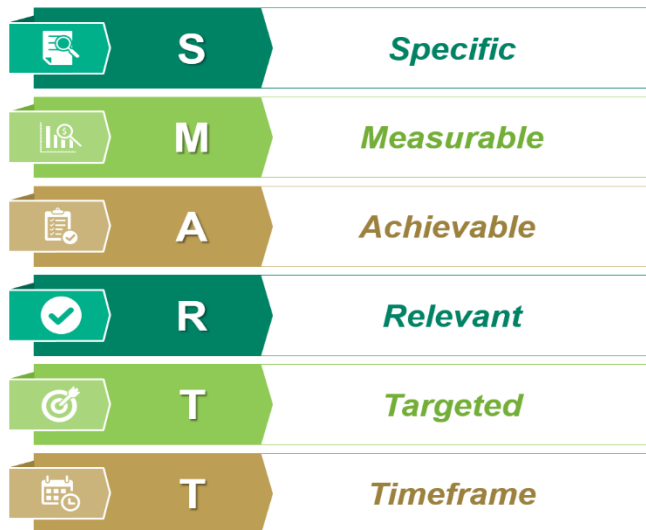 S Specific
M Measurable
A Achievable
R Relevant
T Targeted
T Timeframe